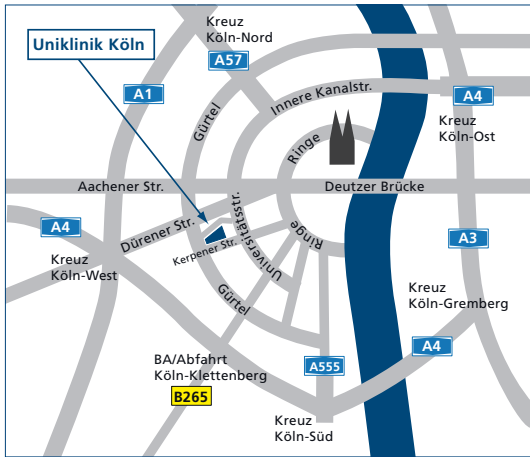 Kreuz
Köln-Nord
Uniklinik Köln
A57
A1
Innere Kanalstr.
A4
Gürtel
Kreuz
Köln-Ost
Ringe
Aachener Str.
Deutzer Brücke
Universitätsstr.
A4
Dürener Str.
Kerpener Str.
Ringe
A3
Kreuz
Köln-West
Gürtel
Kreuz
Köln-Gremberg
A4
BA/Abfahrt
Köln-Klettenberg
A555
B265
Kreuz
Köln-Süd